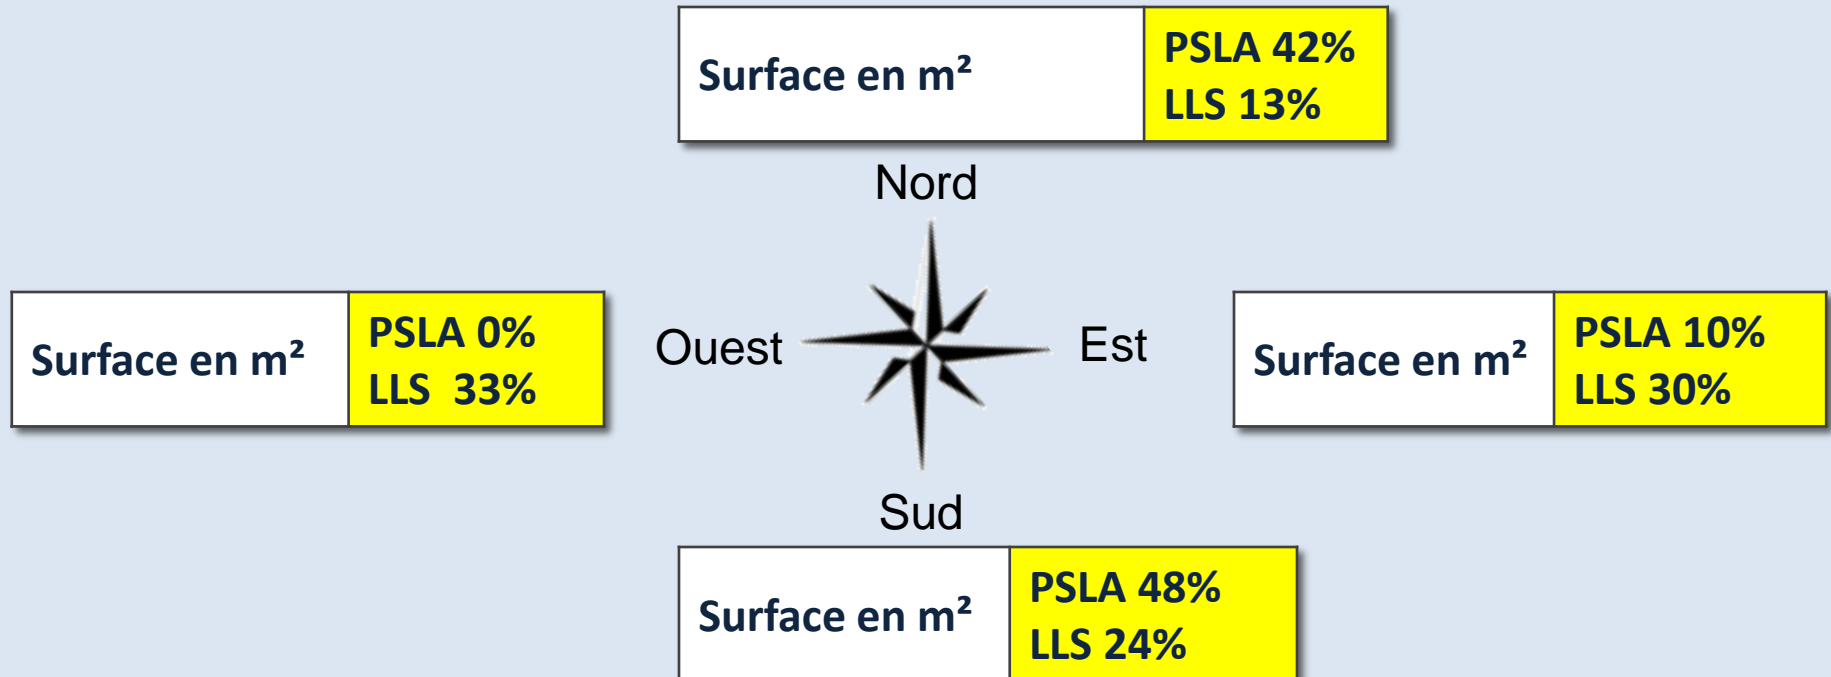 Surface en m²
PSLA 42%
LLS 13%
Nord
Surface en m²
PSLA 0%
LLS 33%
Ouest
Est
Surface en m²
PSLA 10%
LLS 30%
Sud
Surface en m²
PSLA 48%
LLS 24%